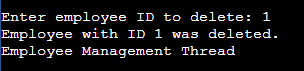 Enter employee ID to delete: 1
Employee with ID 1 was deleted.
Employee Management Thread